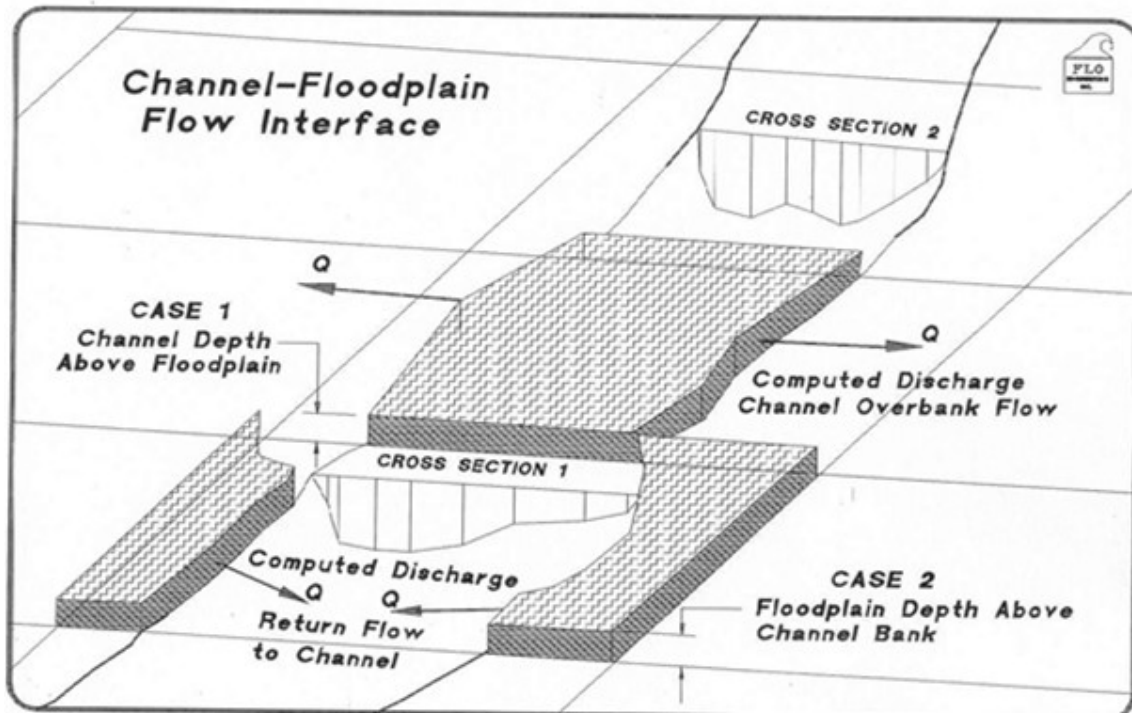 Channel-Floodplain
Flow Interface
FLO
CROSS SECTION 2
Q
CASE 1
Channel Depth
Above Floodplain
Q
Computed Discharge
Channel Overbank Flow
CROSS SECTION 1
Computed Discharge
Q
Q
Return Flow
to Channel
CASE 2
Floodplain Depth Above
Channel Bank